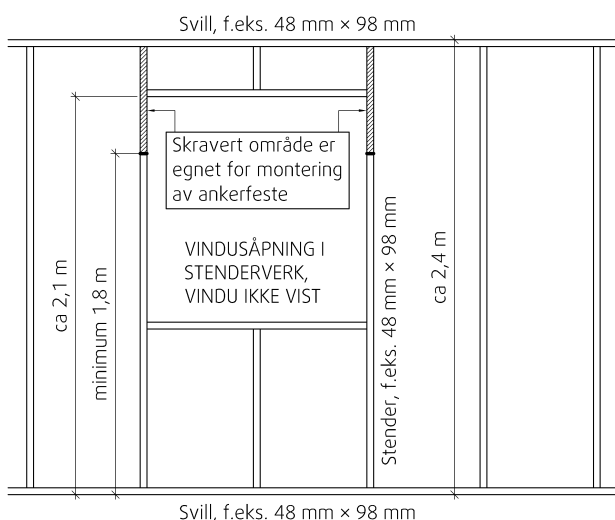 Svill, f.eks. 48 mm × 98 mm
Skravert område er
egnet for montering
av ankerfeste
VINDUSÅPNING I
STENDERVERK,
VINDU IKKE VIST
ca 2,1 m
minimum 1,8 m
Stender, f.eks. 48 mm × 98 mm
ca 2,4 m
Svill, f.eks. 48 mm × 98 mm